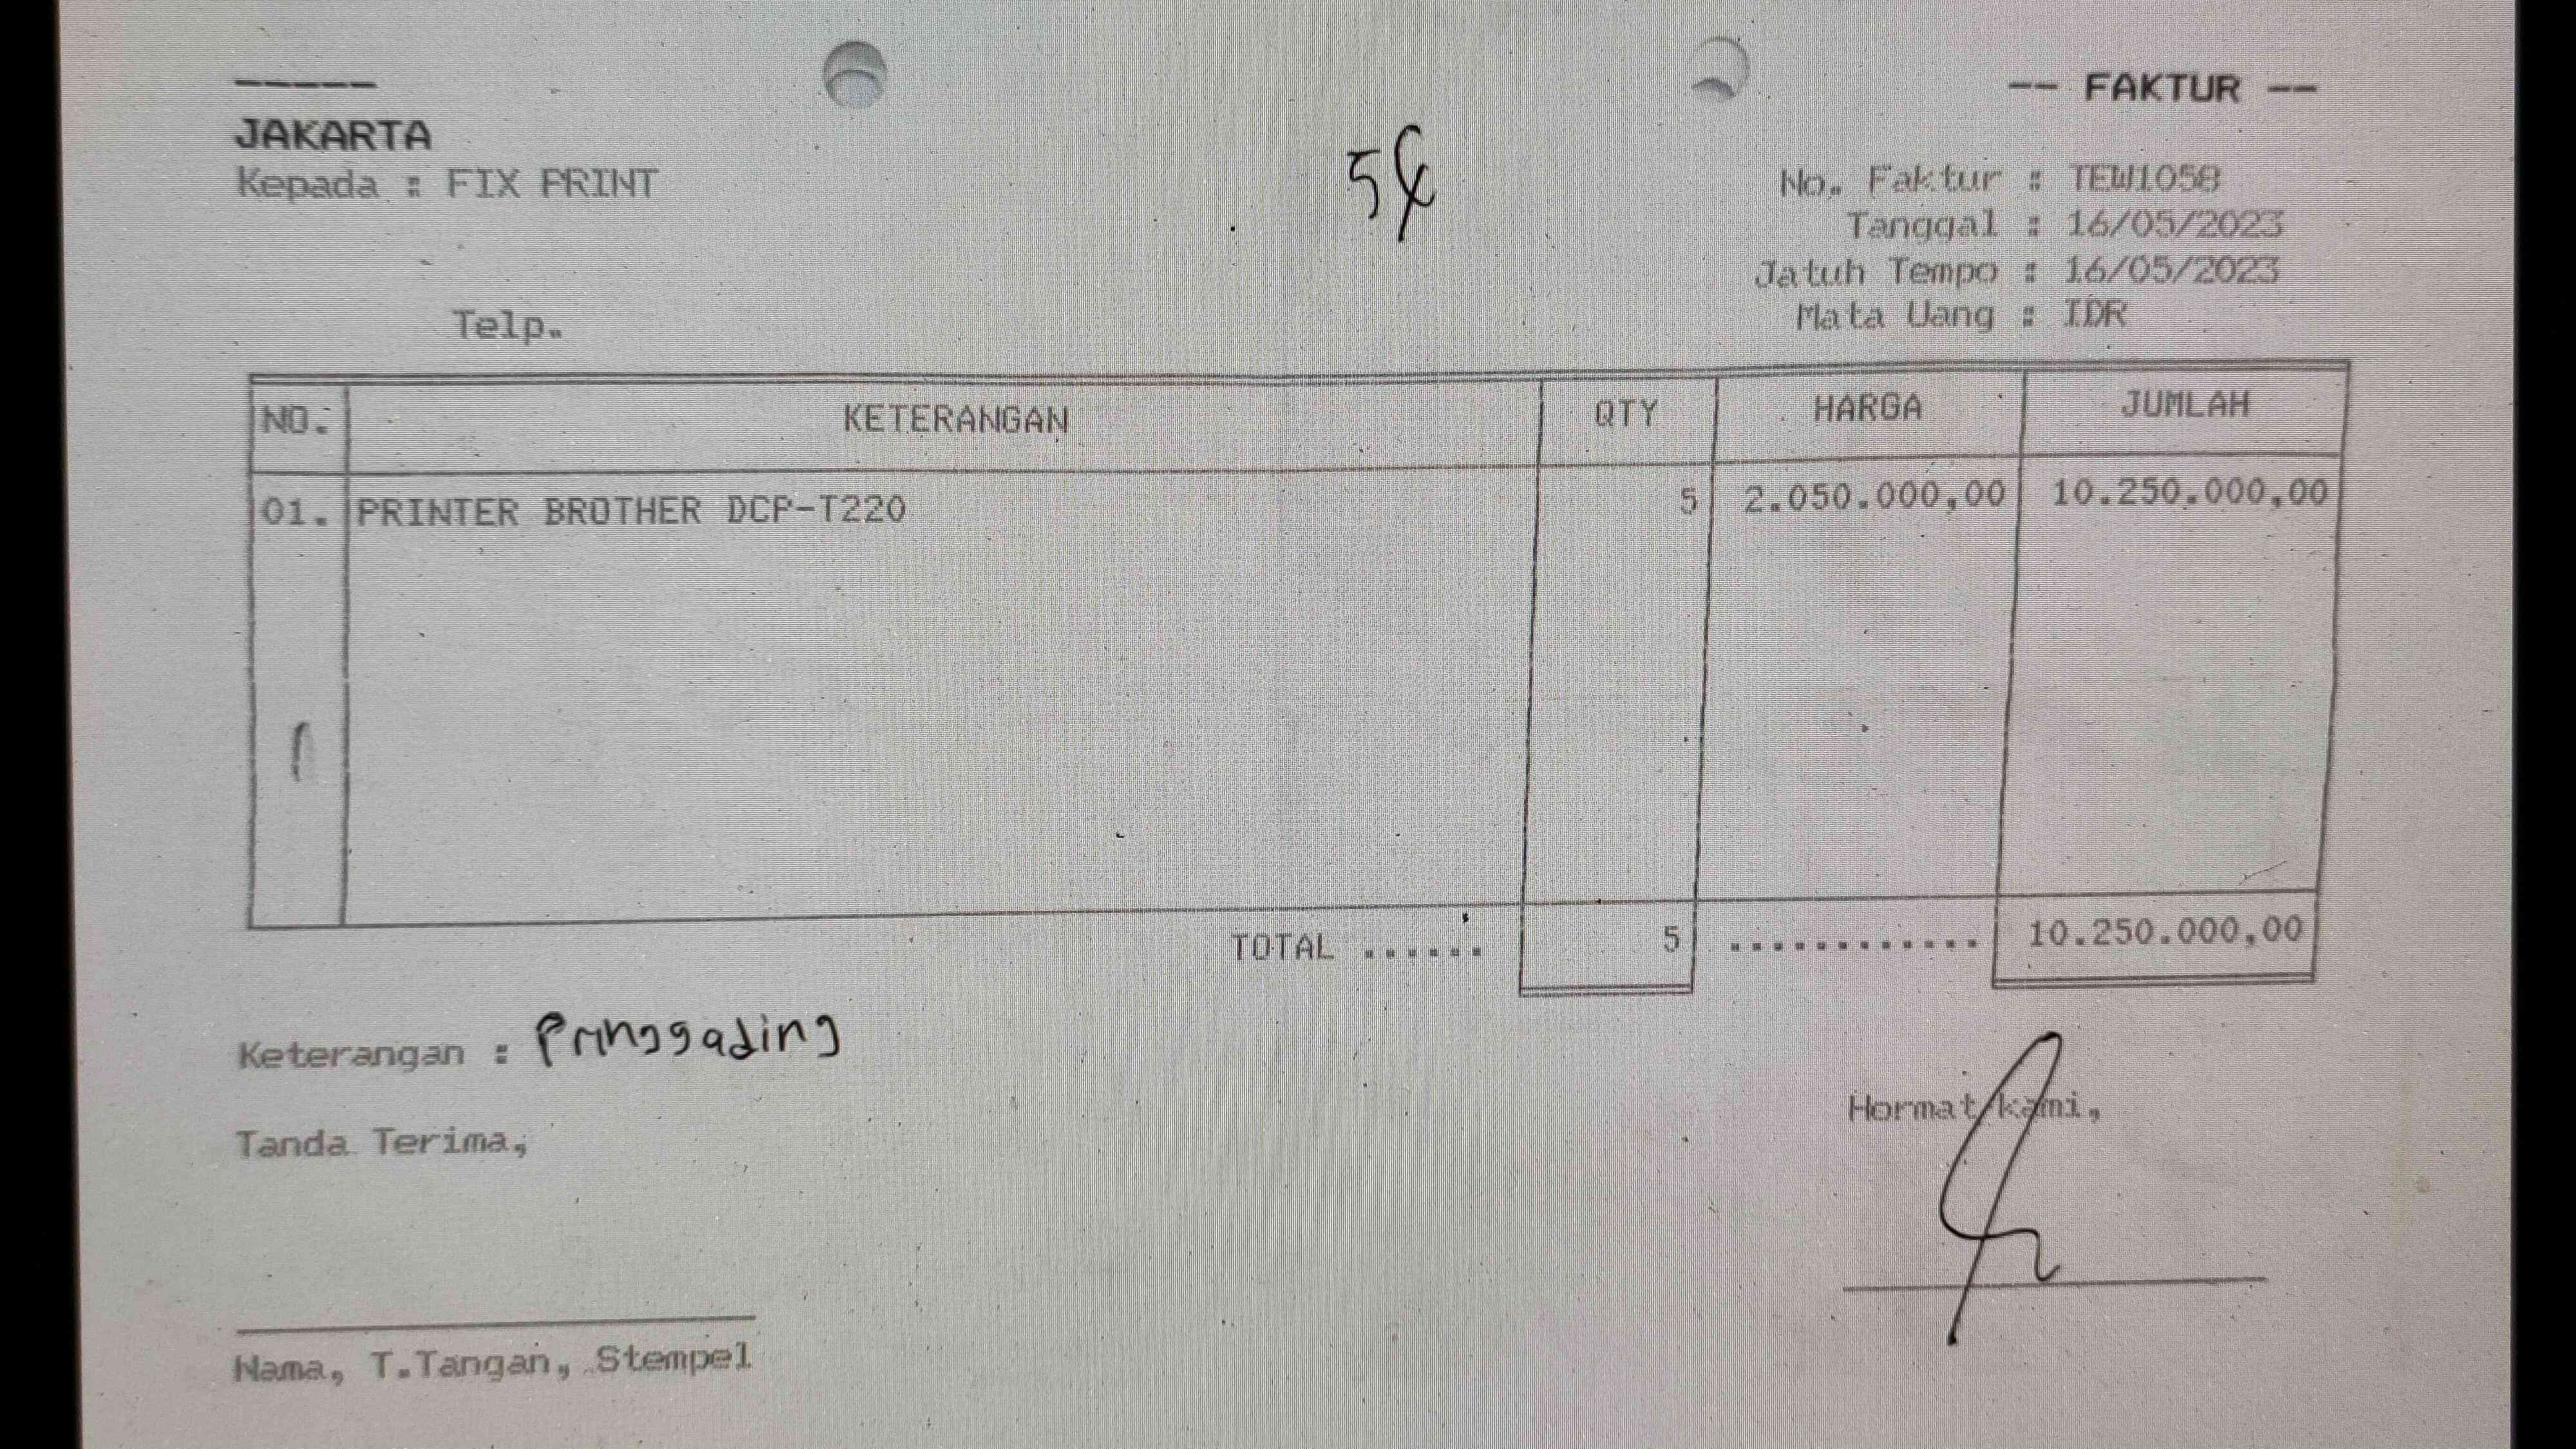 -----
-- FAKTUR --
JAKARTA
Kepada : FIX PRINT
No. Faktur : TEW1058
Tanggal : 16/05/2023
Jatuh Tempo : 16/05/2023
Mata Uang : IDR
Telp.
NO. KETERANGAN QTY HARGA JUMLAH
01. PRINTER BROTHER DCP-T220 5 2.050.000,00 10.250.000,00
TOTAL ...... 5 ............ 10.250.000,00
Keterangan : Pringgading
Tanda Terima,
Hormat kami,
Nama, T.Tangan, Stempel